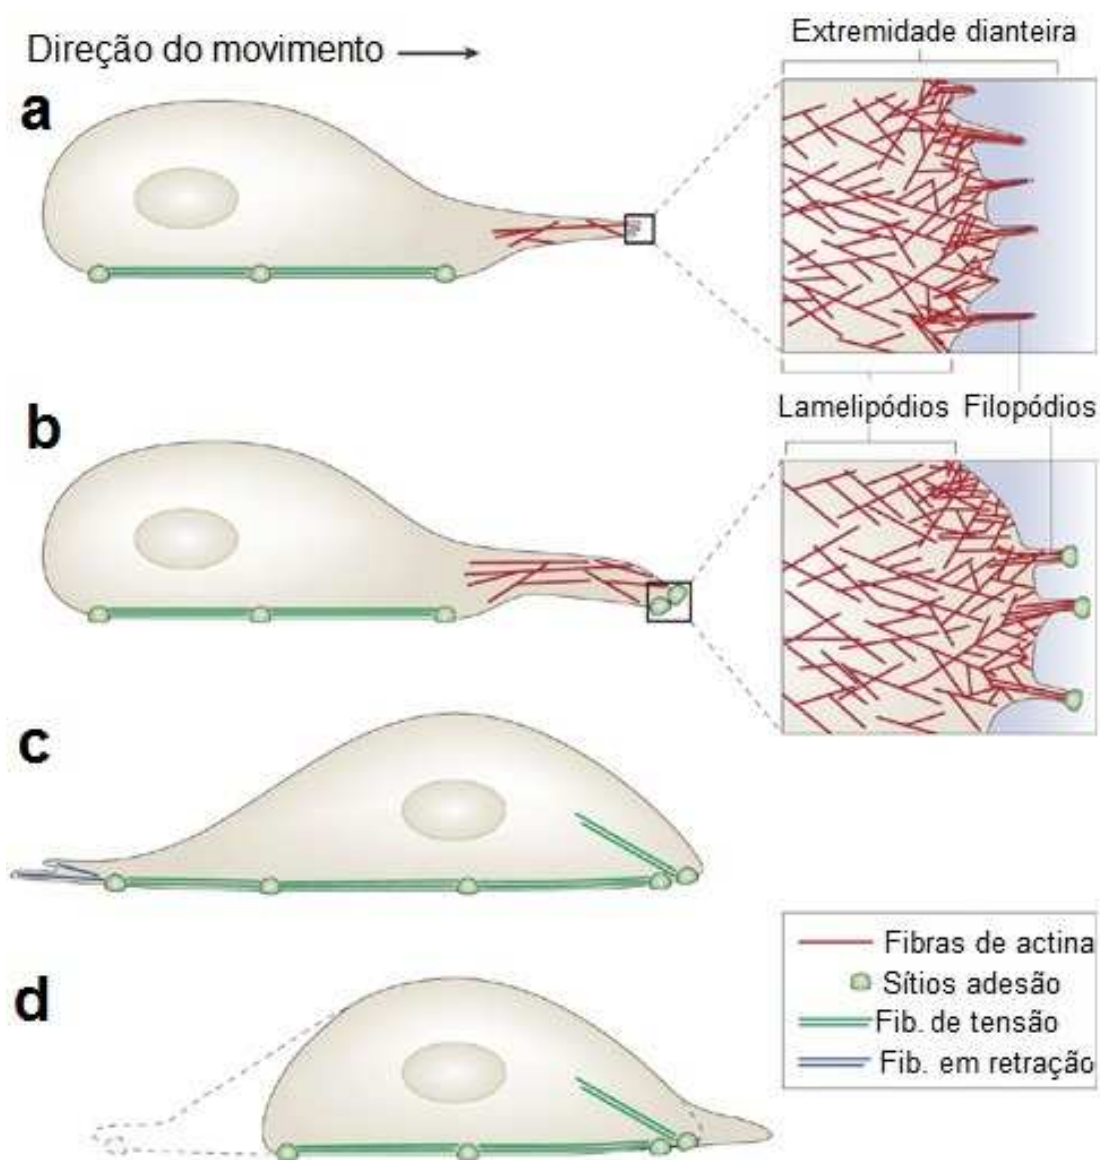 Direção do movimento
Extremidade dianteira
a
Lamelipódios Filopódios
b
c
Fibras de actina
Sítios adesão
Fib. de tensão
Fib. em retração
d